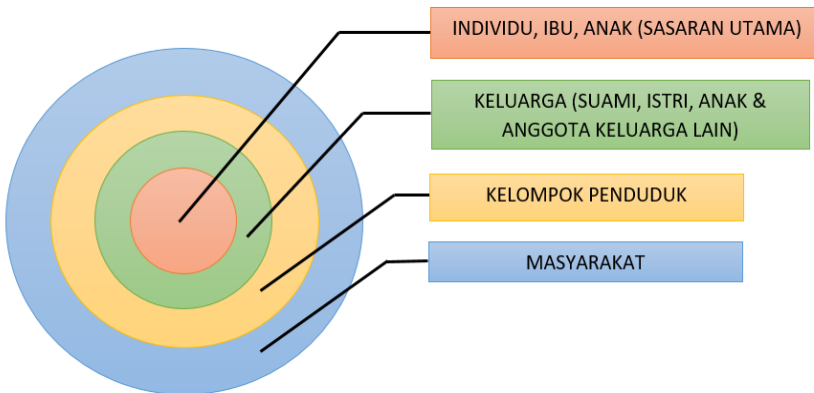 INDIVIDU, IBU, ANAK (SASARAN UTAMA)
KELUARGA (SUAMI, ISTRI, ANAK &
ANGGOTA KELUARGA LAIN)
KELOMPOK PENDUDUK
MASYARAKAT